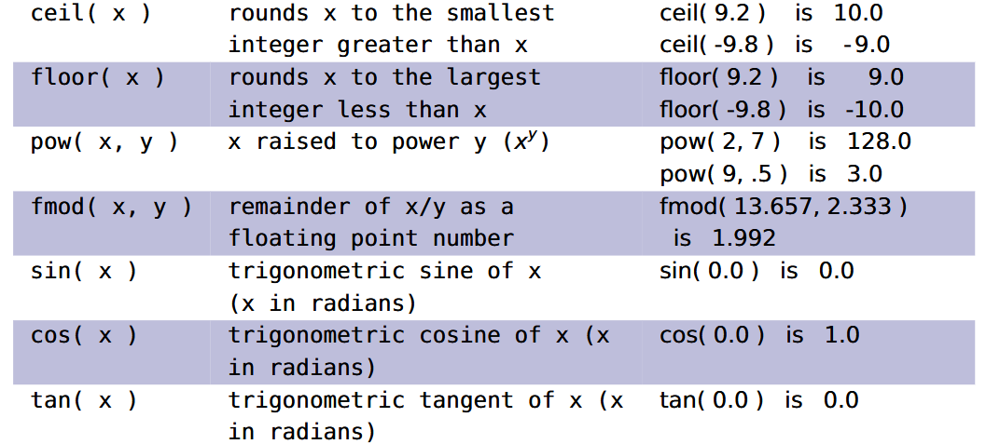 ceil( x ) rounds x to the smallest ceil( 9.2 ) is 10.0
integer greater than x ceil( -9.8 ) is -9.0
floor( x ) rounds x to the largest floor( 9.2 ) is 9.0
integer less than x floor( -9.8 ) is -10.0
pow( x, y ) x raised to power y (xʸ) pow( 2, 7 ) is 128.0
pow( 9, .5 ) is 3.0
fmod( x, y ) remainder of x/y as a fmod( 13.657, 2.333 )
floating point number is 1.992
sin( x ) trigonometric sine of x sin( 0.0 ) is 0.0
(x in radians)
cos( x ) trigonometric cosine of x (x cos( 0.0 ) is 1.0
in radians)
tan( x ) trigonometric tangent of x (x tan( 0.0 ) is 0.0
in radians)